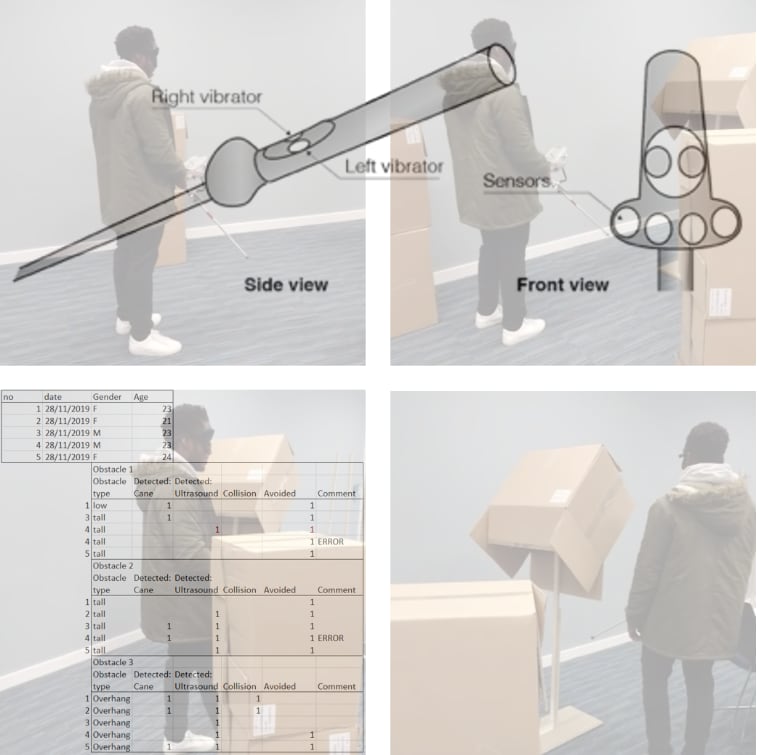 Right vibrator
Left vibrator
Side view
Sensors
Front view
no date Gender Age
1 28/11/2019 F 23
2 28/11/2019 F 21
3 28/11/2019 M 23
4 28/11/2019 M 23
5 28/11/2019 F 24
Obstacle 1
Obstacle Detected: Detected:
type Cane Ultrasound Collision Avoided Comment
1 low 1 1
3 tall 1 1
4 tall 1 1
4 tall 1 ERROR
5 tall 1
Obstacle 2
Obstacle Detected: Detected:
type Cane Ultrasound Collision Avoided Comment
1 tall 1
2 tall 1 1
3 tall 1 1 1
4 tall 1 1 1 ERROR
5 tall 1 1
Obstacle 3
Obstacle Detected: Detected:
type Cane Ultrasound Collision Avoided Comment
1 Overhang 1 1 1
2 Overhang 1 1 1
3 Overhang 1
4 Overhang 1 1
5 Overhang 1 1 1